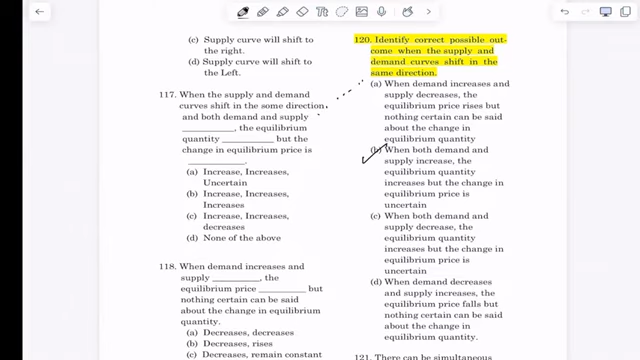 (c) Supply curve will shift to
the right.
(d) Supply curve will shift to
the Left.
117. When the supply and demand
curves shift in the some direction
and both demand and supply
__________, the equilibrium
quantity __________ but the
change in equilibrium price is
__________.
(a) Increase, Increases,
Uncertain
(b) Increase, Increases,
Increases
(c) Increase, Increases,
decreases
(d) None of the above
118. When demand increases and
supply __________, the
equilibrium price __________ but
nothing certain can be said
about the change in equilibrium
quantity.
(a) Decreases, decreases
(b) Decreases, rises
(c) Decreases, remain constant
120. Identify correct possible out-
come when the supply and
demand curves shift in the
same direction.
(a) When demand increases and
supply decreases, the
equilibrium price rises but
nothing certain can be said
about the change in
equilibrium quantity
(b) When both demand and
supply increase, the
equilibrium quantity
increases but the change in
equilibrium price is
uncertain
(c) When both demand and
supply decrease, the
equilibrium quantity
increases but the change in
equilibrium price is
uncertain
(d) When demand decreases
and supply increases, the
equilibrium price falls but
nothing certain can be said
about the change in
equilibrium quantity.
121. There can be simultaneous